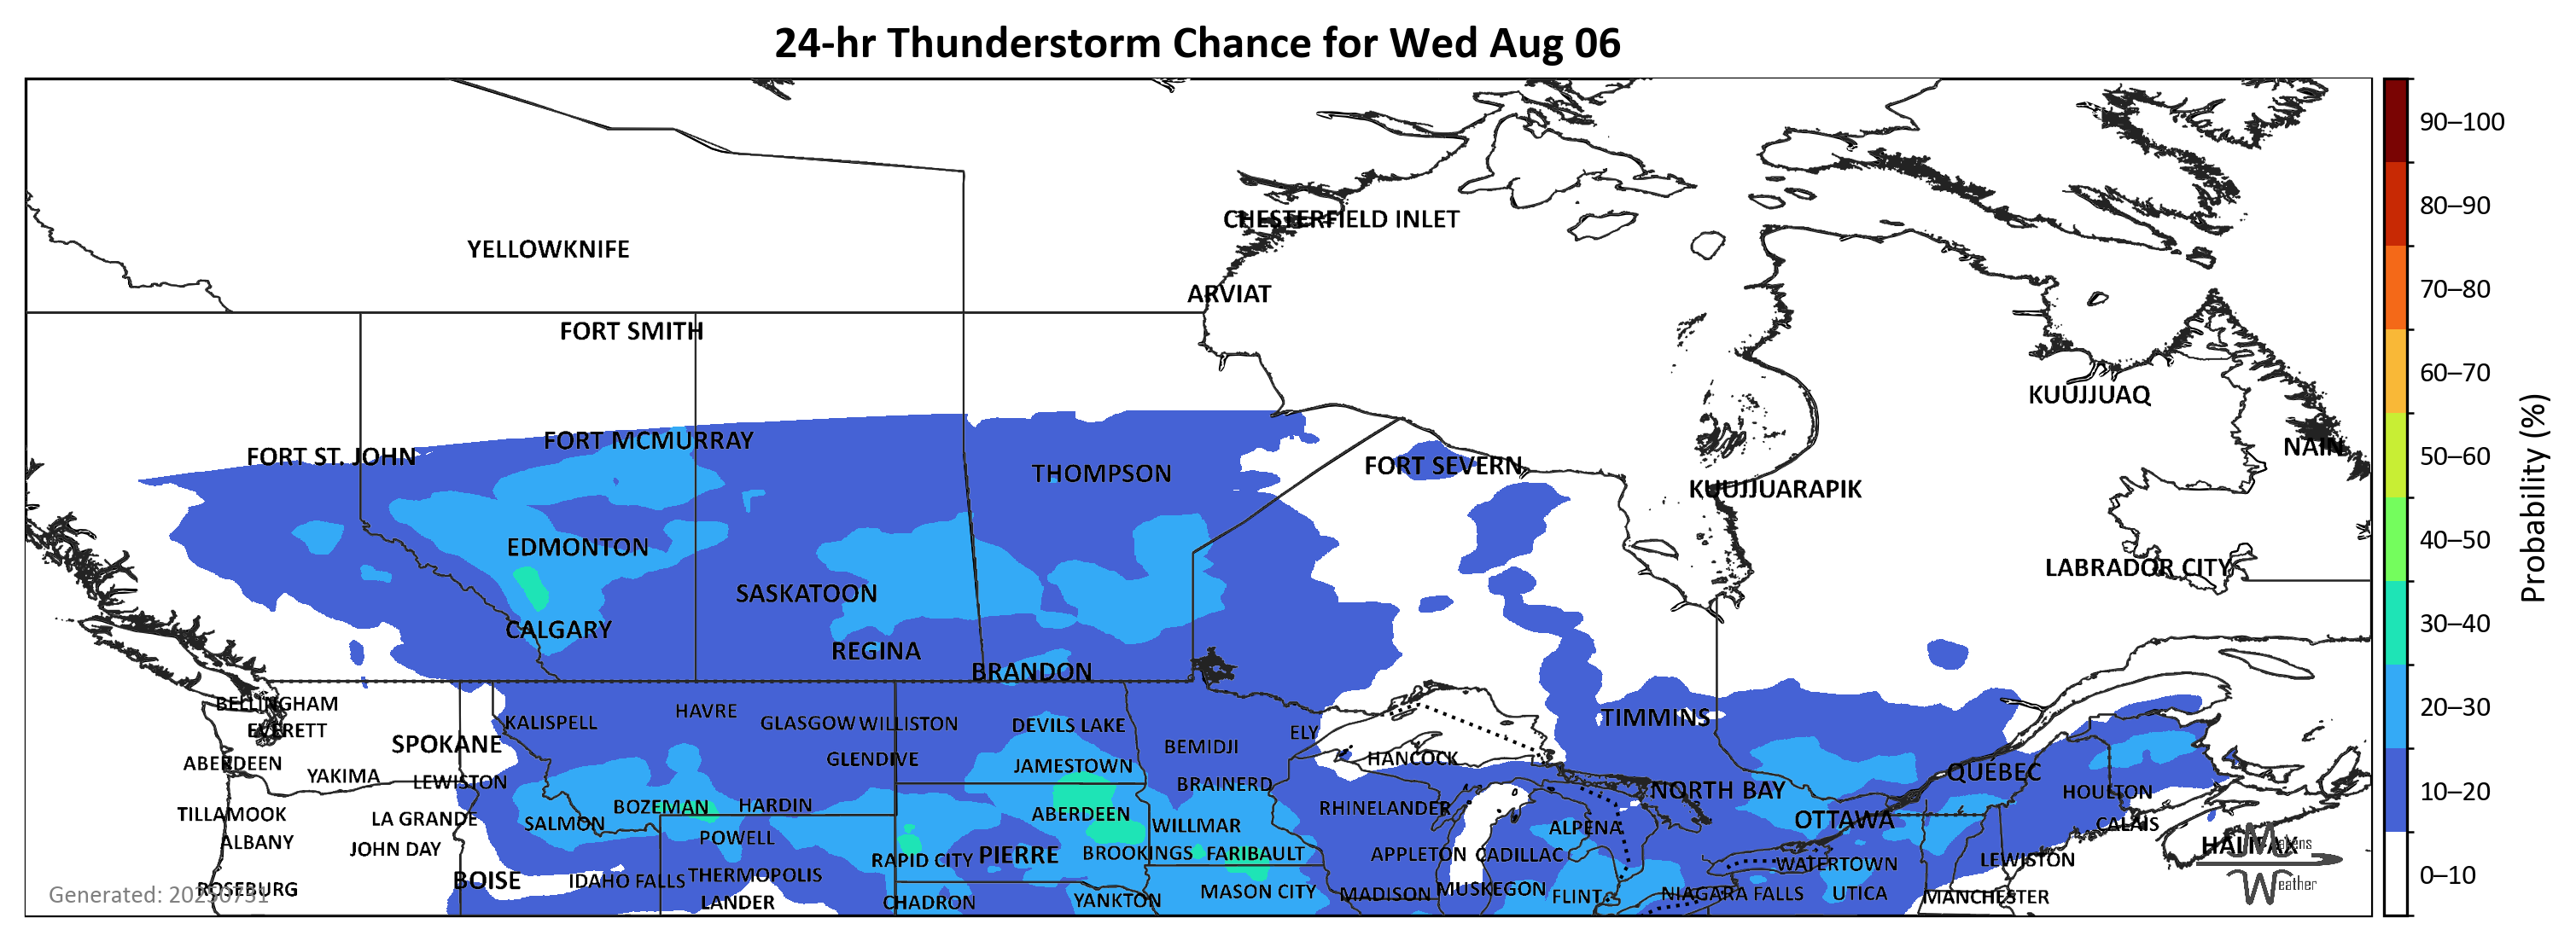 24-hr Thunderstorm Chance for Wed Aug 06
90–100
80–90
CHESTERFIELD INLET
YELLOWKNIFE
70–80
ARVIAT
FORT SMITH
60–70
KUUJJUAQ
Probability (%)
FORT MCMURRAY
NAIN
FORT ST. JOHN
50–60
FORT SEVERN
THOMPSON
KUUJJUARAPIK
40–50
EDMONTON
LABRADOR CITY
SASKATOON
30–40
CALGARY
REGINA
BRANDON
BELLINGHAM
20–30
HAVRE
TIMMINS
KALISPELL
GLASGOW WILLISTON
DEVILS LAKE
EVERETT
ELY
SPOKANE
BEMIDJI
GLENDIVE
HANCOCK
ABERDEEN
JAMESTOWN
QUÉBEC
YAKIMA
LEWISTON
BRAINERD
NORTH BAY
HOULTON
10–20
BOZEMAN
HARDIN
RHINELANDER
TILLAMOOK
LA GRANDE
ABERDEEN
OTTAWA
SALMON
WILLMAR
ALPENA
CALAIS
ALBANY
POWELL
HALIFAX
JOHN DAY
BROOKINGS
FARIBAULT
APPLETON
CADILLAC
PIERRE
RAPID CITY
WATERTOWN
LEWISTON
Makens
Weather
BOISE
IDAHO FALLS
THERMOPOLIS
0–10
ROSEBURG
Generated: 20250731
MASON CITY
MADISON
MUSKEGON
FLINT
NIAGARA FALLS
UTICA
MANCHESTER
LANDER
CHADRON
YANKTON